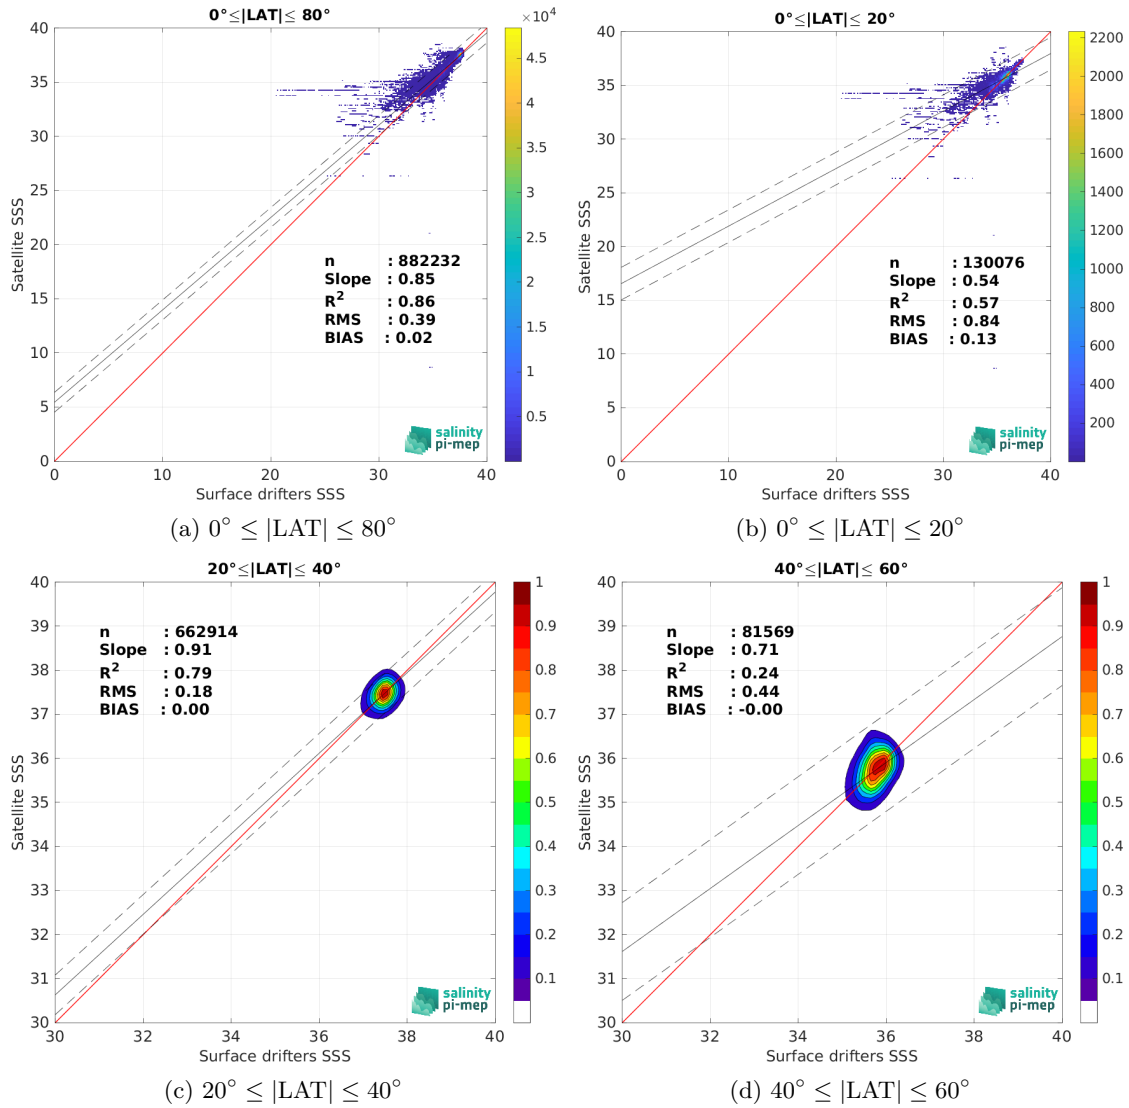 0°≤|LAT|≤ 80°
×10⁴
40
35
30
25
20
15
10
5
0
0
10
20
30
40
Satellite SSS
Surface drifters SSS
n : 882232
Slope : 0.85
R² : 0.86
RMS : 0.39
BIAS : 0.02
4.5
4
3.5
3
2.5
2
1.5
1
0.5
salinity
pi-mep
(a) 0° ≤ |LAT| ≤ 80°
0°≤|LAT|≤ 20°
40
35
30
25
20
15
10
5
0
0
10
20
30
40
Satellite SSS
Surface drifters SSS
n : 130076
Slope : 0.54
R² : 0.57
RMS : 0.84
BIAS : 0.13
2200
2000
1800
1600
1400
1200
1000
800
600
400
200
salinity
pi-mep
(b) 0° ≤ |LAT| ≤ 20°
20°≤|LAT|≤ 40°
40
39
38
37
36
35
34
33
32
31
30
30
32
34
36
38
40
Satellite SSS
Surface drifters SSS
n : 662914
Slope : 0.91
R² : 0.79
RMS : 0.18
BIAS : 0.00
1
0.9
0.8
0.7
0.6
0.5
0.4
0.3
0.2
0.1
salinity
pi-mep
(c) 20° ≤ |LAT| ≤ 40°
40°≤|LAT|≤ 60°
40
39
38
37
36
35
34
33
32
31
30
30
32
34
36
38
40
Satellite SSS
Surface drifters SSS
n : 81569
Slope : 0.71
R² : 0.24
RMS : 0.44
BIAS : -0.00
1
0.9
0.8
0.7
0.6
0.5
0.4
0.3
0.2
0.1
salinity
pi-mep
(d) 40° ≤ |LAT| ≤ 60°